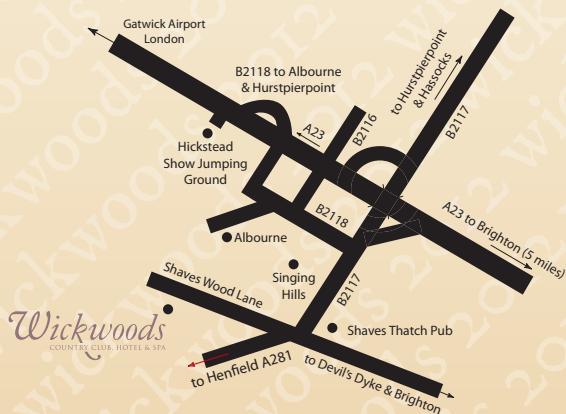 Gatwick Airport
London
B2118 to Albourne
& Hurstpierpoint
to Hurstpierpoint
& Hassocks
B2117
A23
B2116
Hickstead
Show Jumping
Ground
A23 to Brighton (5 miles)
B2118
Albourne
Singing
Hills
B2117
Shaves Wood Lane
Wickwoods
COUNTRY CLUB, HOTEL & SPA
Shaves Thatch Pub
to Henfield A281
to Devil's Dyke & Brighton